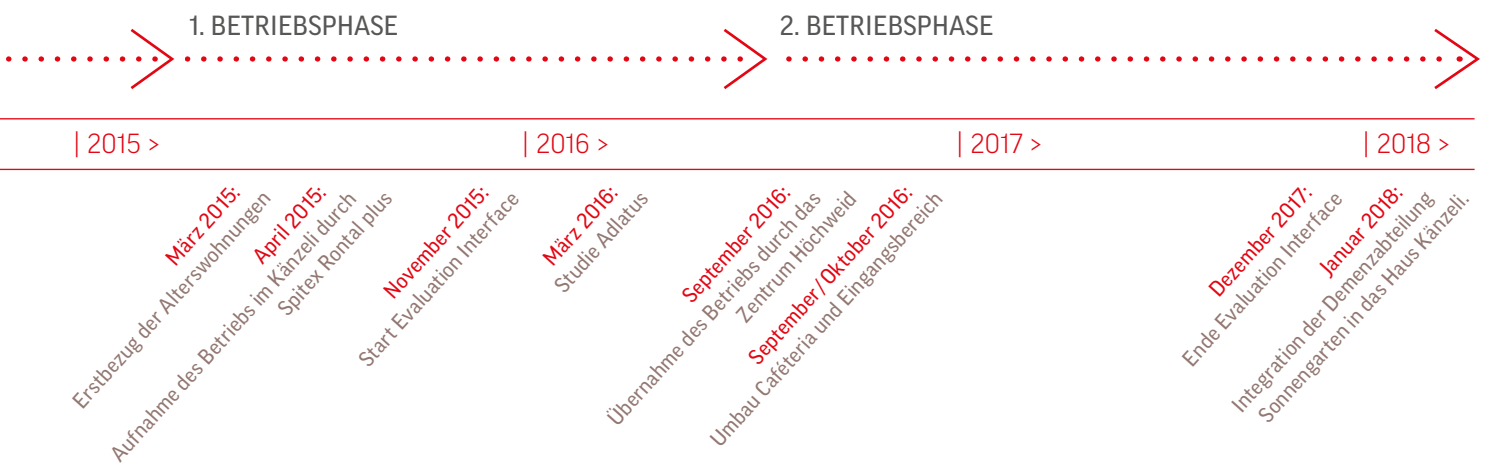 1. BETRIEBSPHASE
2. BETRIEBSPHASE
| 2015 >
| 2016 >
| 2017 >
| 2018 >
März 2015:
Erstbezug der Alterswohnungen
April 2015:
Aufnahme des Betriebs im Känzeli durch
Spitex Rontal plus
November 2015:
Start Evaluation Interface
März 2016:
Studie Adlatus
September 2016:
Übernahme des Betriebs durch das
Zentrum Höchweid
September / Oktober 2016:
Umbau Caféteria und Eingangsbereich
Dezember 2017:
Ende Evaluation Interface
Januar 2018:
Integration der Demenzabteilung
Sonnengarten in das Haus Känzeli.